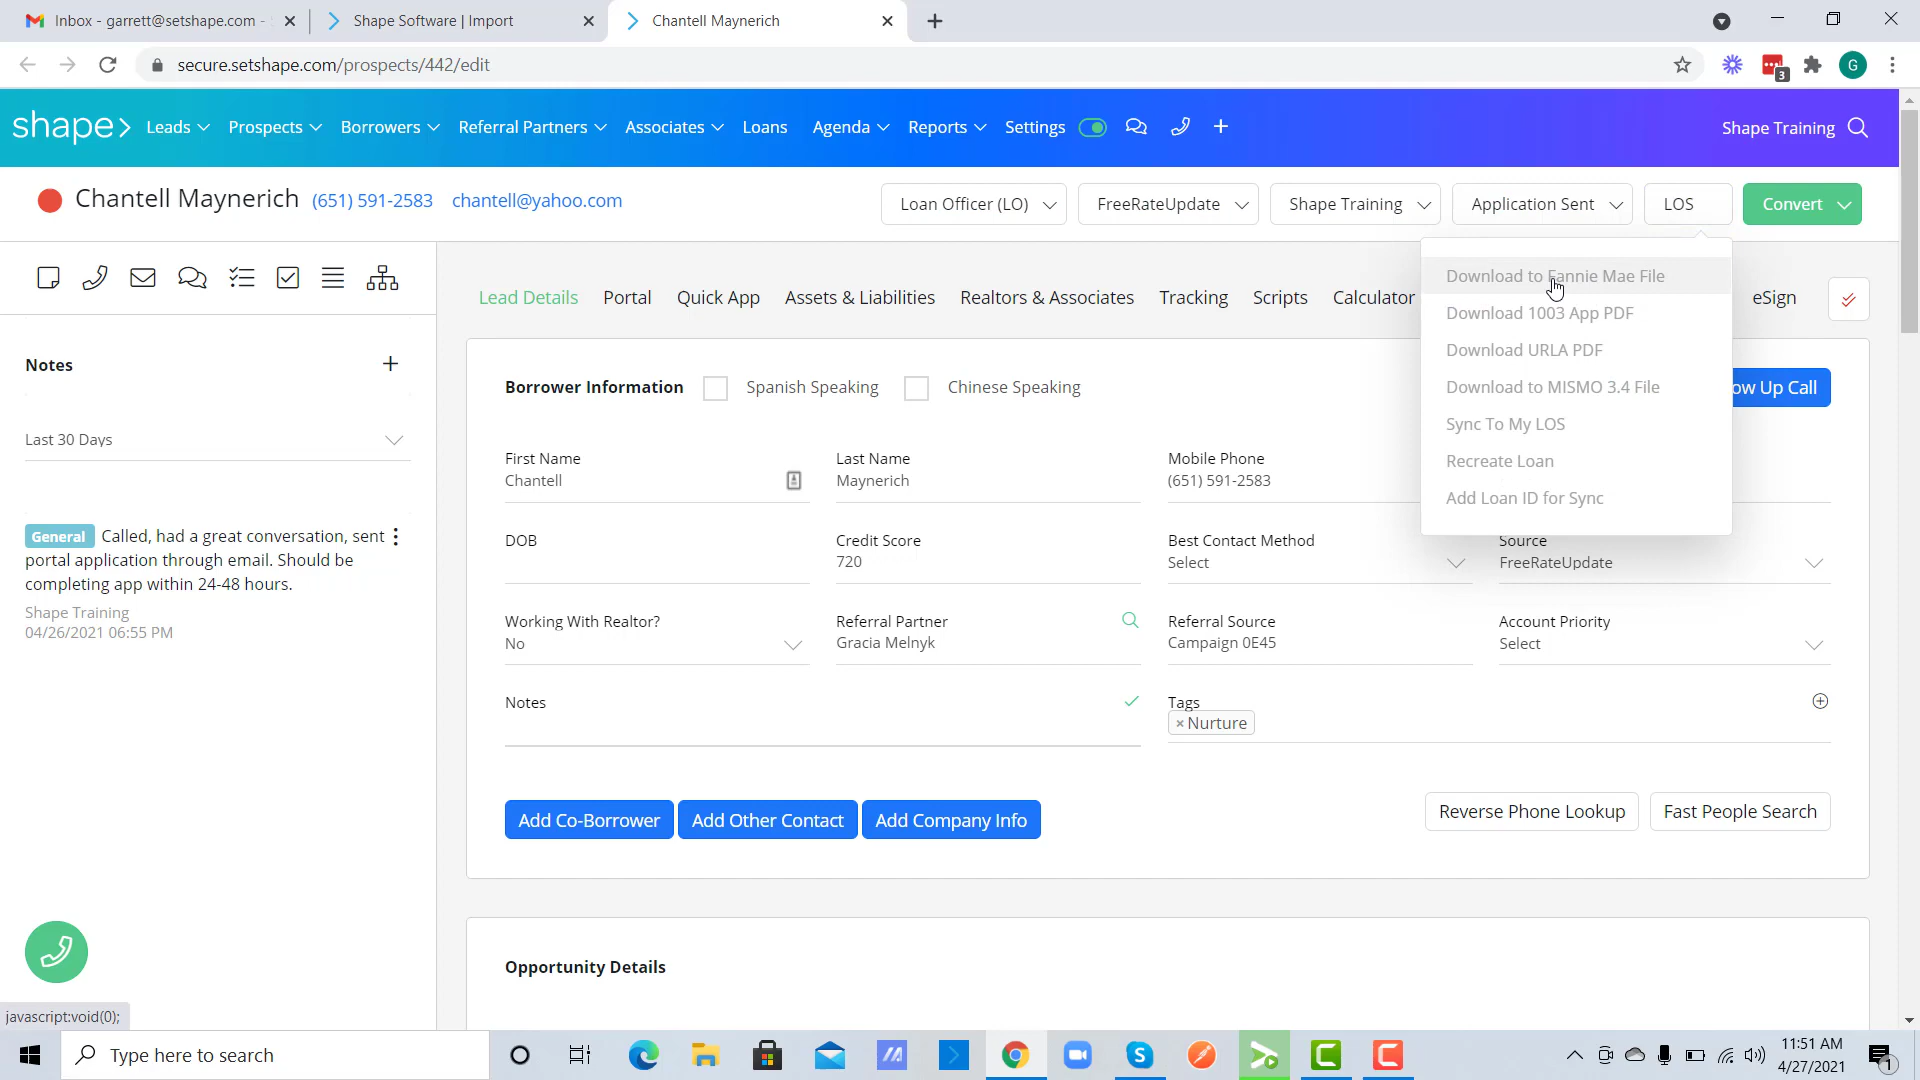 Inbox - garrett@setshape.com -
Shape Software | Import
Chantell Maynerich
secure.setshape.com/prospects/442/edit
3
G
shape
Leads
Prospects
Borrowers
Referral Partners
Associates
Loans
Agenda
Reports
Settings
Shape Training
Chantell Maynerich
(651) 591-2583
chantell@yahoo.com
Loan Officer (LO)
FreeRateUpdate
Shape Training
Application Sent
LOS
Convert
Download to Fannie Mae File
Download 1003 App PDF
Download URLA PDF
Download to MISMO 3.4 File
Sync To My LOS
Recreate Loan
Add Loan ID for Sync
Lead Details
Portal
Quick App
Assets & Liabilities
Realtors & Associates
Tracking
Scripts
Calculator
eSign
Notes
Last 30 Days
General Called, had a great conversation, sent
portal application through email. Should be
completing app within 24-48 hours.
Shape Training
04/26/2021 06:55 PM
Borrower Information
Spanish Speaking
Chinese Speaking
ow Up Call
First Name
Chantell
Last Name
Maynerich
Mobile Phone
(651) 591-2583
DOB
Credit Score
720
Best Contact Method
Select
Source
FreeRateUpdate
Working With Realtor?
No
Referral Partner
Gracia Melnyk
Referral Source
Campaign 0E45
Account Priority
Select
Notes
Tags
× Nurture
Add Co-Borrower
Add Other Contact
Add Company Info
Reverse Phone Lookup
Fast People Search
Opportunity Details
javascript:void(0);
Type here to search
11:51 AM
4/27/2021
1